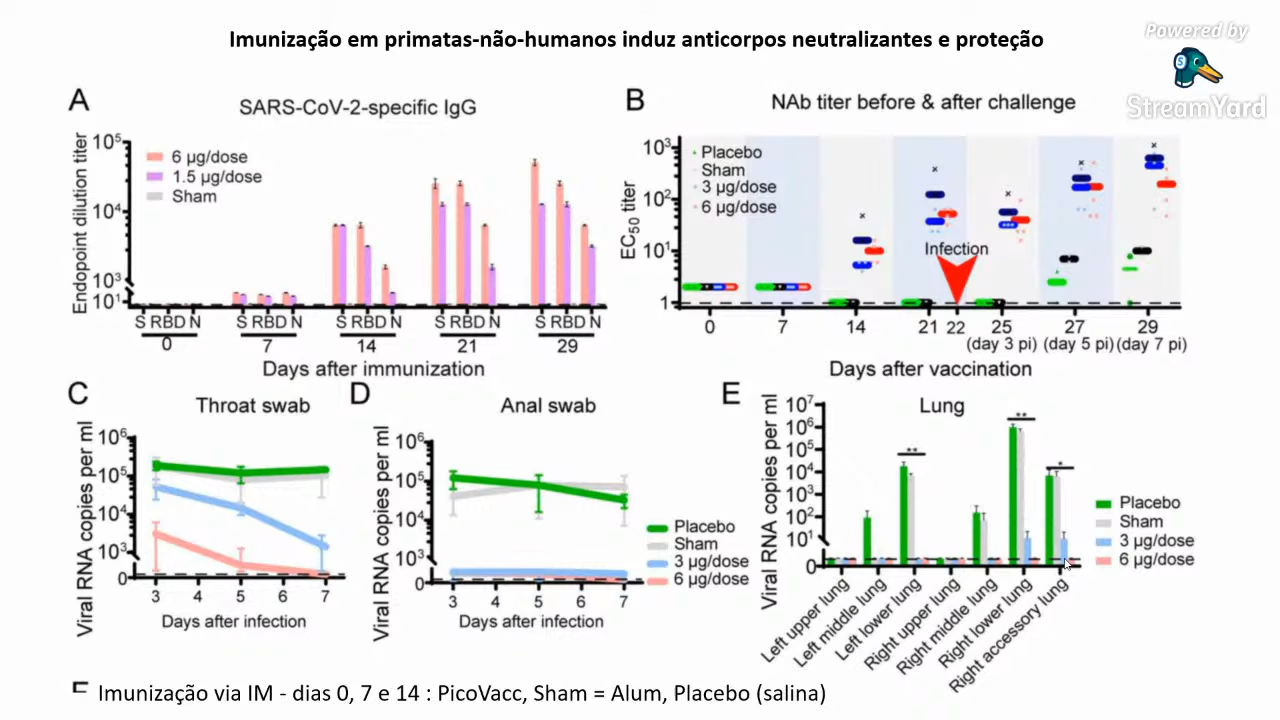 Imunização em primatas-não-humanos induz anticorpos neutralizantes e proteção
Powered by
StreamYard
A
SARS-CoV-2-specific IgG
Endopoint dilution titer
10⁵
10⁴
10³
10¹
6 µg/dose
1.5 µg/dose
Sham
S RBD N S RBD N S RBD N S RBD N S RBD N
0 7 14 21 29
Days after immunization
B
NAb titer before & after challenge
EC₅₀ titer
10³
10²
10¹
1
Placebo
Sham
3 µg/dose
6 µg/dose
Infection
0 7 14 21 22 25 27 29
(day 3 pi) (day 5 pi) (day 7 pi)
Days after vaccination
C
Throat swab
Viral RNA copies per ml
10⁶
10⁵
10⁴
10³
0
3 4 5 6 7
Days after infection
D
Anal swab
Viral RNA copies per ml
10⁶
10⁵
10⁴
10³
0
3 4 5 6 7
Days after infection
Placebo
Sham
3 µg/dose
6 µg/dose
E
Lung
Viral RNA copies per ml
10⁷
10⁶
10⁵
10⁴
10³
10²
10¹
0
**
**
*
Placebo
Sham
3 µg/dose
6 µg/dose
Left upper lung
Left middle lung
Left lower lung
Right upper lung
Right middle lung
Right lower lung
Right accessory lung
Imunização via IM - dias 0, 7 e 14 : PicoVacc, Sham = Alum, Placebo (salina)